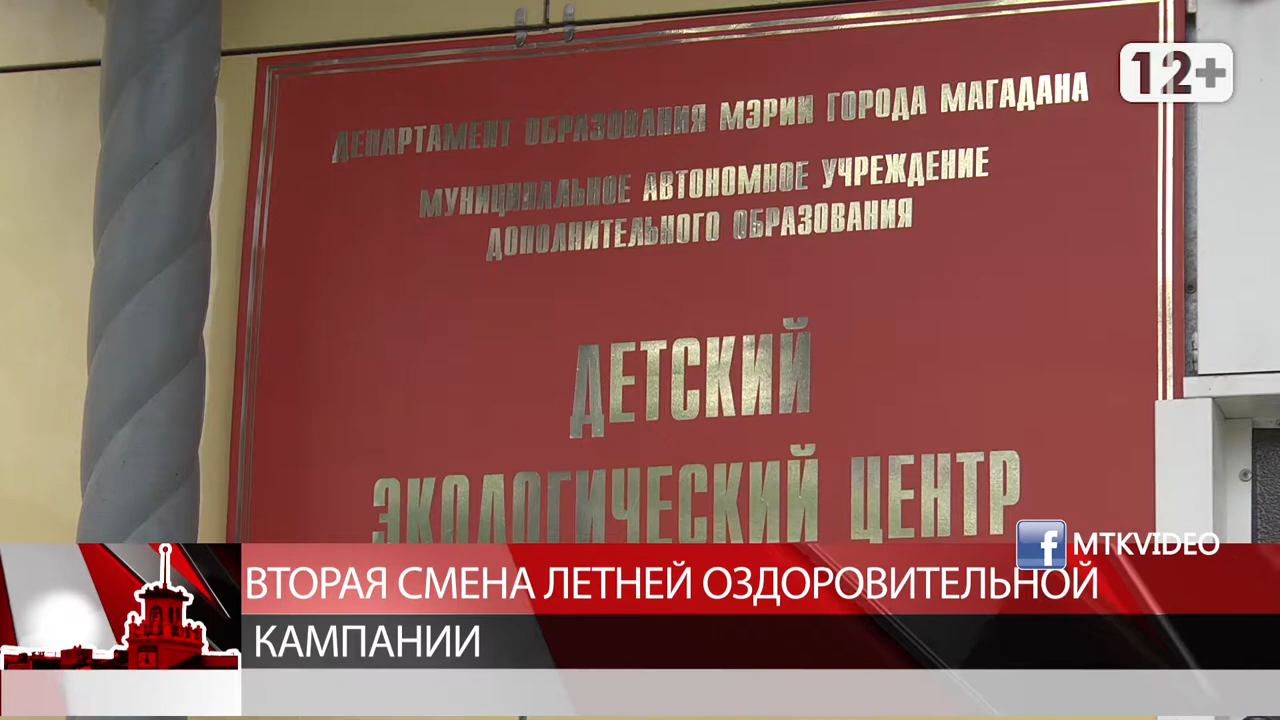 12+
ДЕПАРТАМЕНТ ОБРАЗОВАНИЯ МЭРИИ ГОРОДА МАГАДАНА
МУНИЦИПАЛЬНОЕ АВТОНОМНОЕ УЧРЕЖДЕНИЕ
ДОПОЛНИТЕЛЬНОГО ОБРАЗОВАНИЯ
ДЕТСКИЙ
ЭКОЛОГИЧЕСКИЙ ЦЕНТР
f MTKVIDEO
ВТОРАЯ СМЕНА ЛЕТНЕЙ ОЗДОРОВИТЕЛЬНОЙ
КАМПАНИИ